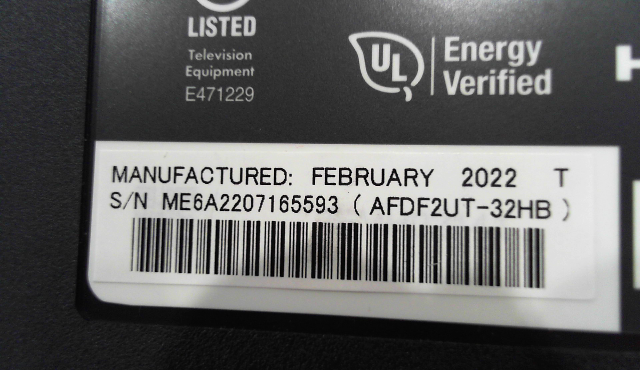 LISTED
Television
Equipment
E471229
UL
Energy
Verified
MANUFACTURED: FEBRUARY 2022 T
S/N ME6A2207165593 ( AFDF2UT-32HB )